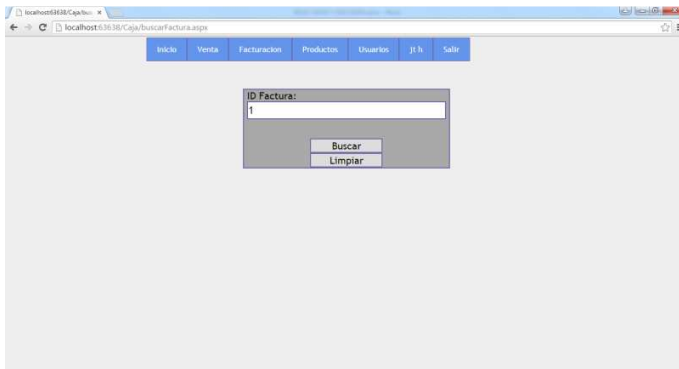 localhost:63638/Caja/bus
localhost:63638/Caja/buscarFactura.aspx
Inicio Venta Facturacion Productos Usuarios Jt h Salir
ID Factura:
1
Buscar
Limpiar